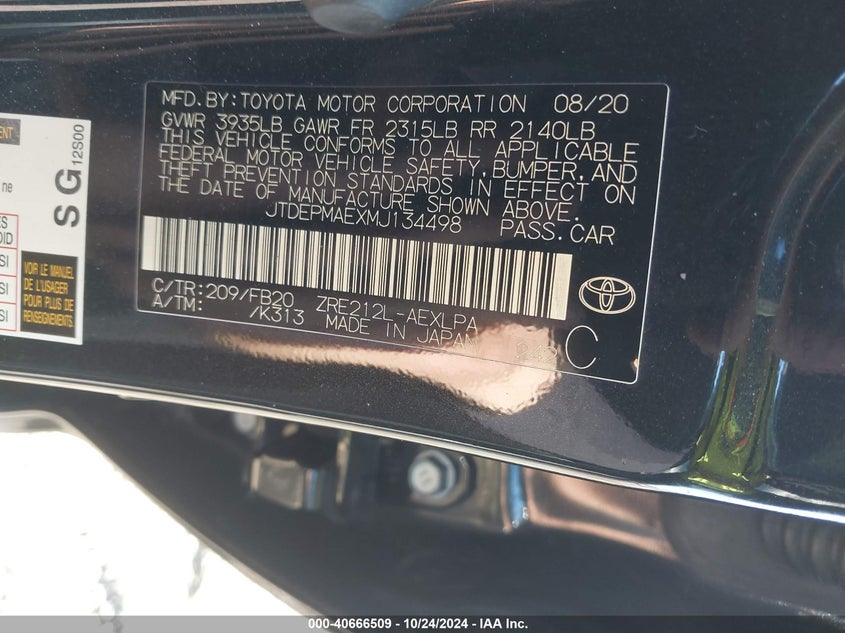 MFD.BY:TOYOTA MOTOR CORPORATION 08/20
GVWR 3935LB GAWR FR 2315LB RR 2140LB
THIS VEHICLE CONFORMS TO ALL APPLICABLE
FEDERAL MOTOR VEHICLE SAFETY, BUMPER, AND
THEFT PREVENTION STANDARDS IN EFFECT ON
THE DATE OF MANUFACTURE SHOWN ABOVE.
JTDEPMAEXMJ134498 PASS.CAR
C/TR:209/FB20 ZRE212L-AEXLPA
A/TM: /K313 MADE IN JAPAN
C
SG
12S00
ne
VOIR LE MANUEL
DE L'USAGER
POUR PLUS DE
RENSEIGNEMENTS
000-40666509 - 10/24/2024 - IAA Inc.